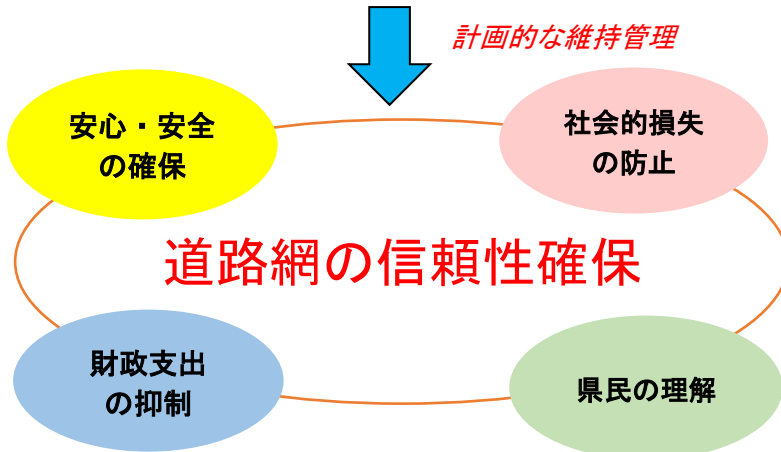 計画的な維持管理
安心・安全
の確保
社会的損失
の防止
道路網の信頼性確保
財政支出
の抑制
県民の理解